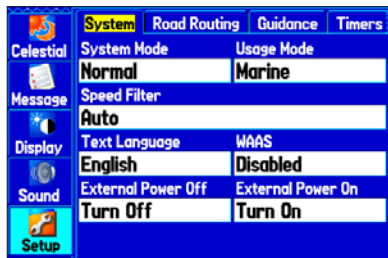 System Road Routing Guidance Timers
Celestial
System Mode Usage Mode
Normal Marine
Message
Speed Filter
Auto
Display
Text Language WAAS
English Disabled
Sound
External Power Off External Power On
Turn Off Turn On
Setup